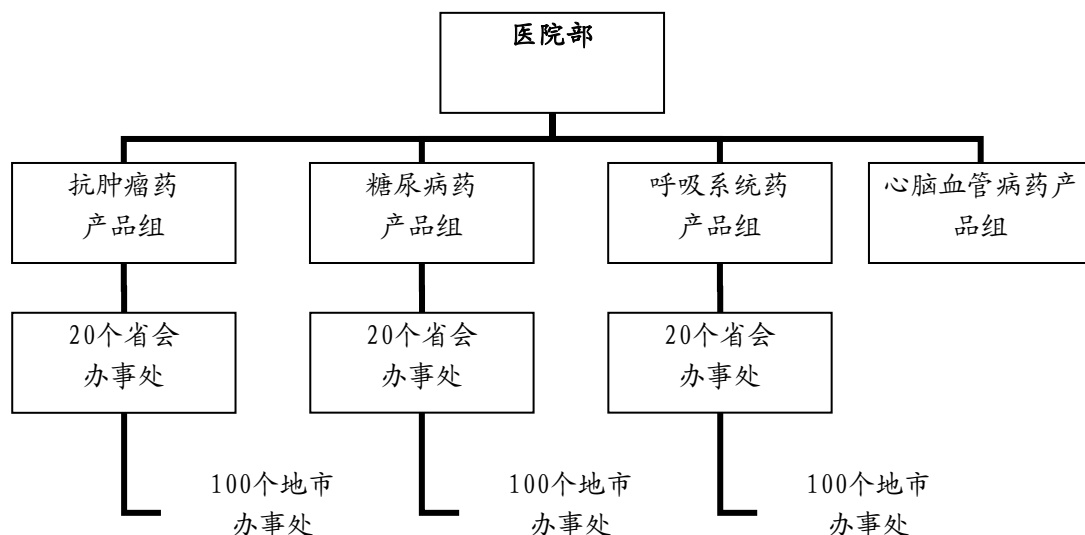 医院部
抗肿瘤药
产品组
糖尿病药
产品组
呼吸系统药
产品组
心脑血管病药产
品组
20个省会
办事处
20个省会
办事处
20个省会
办事处
100个地市
办事处
100个地市
办事处
100个地市
办事处